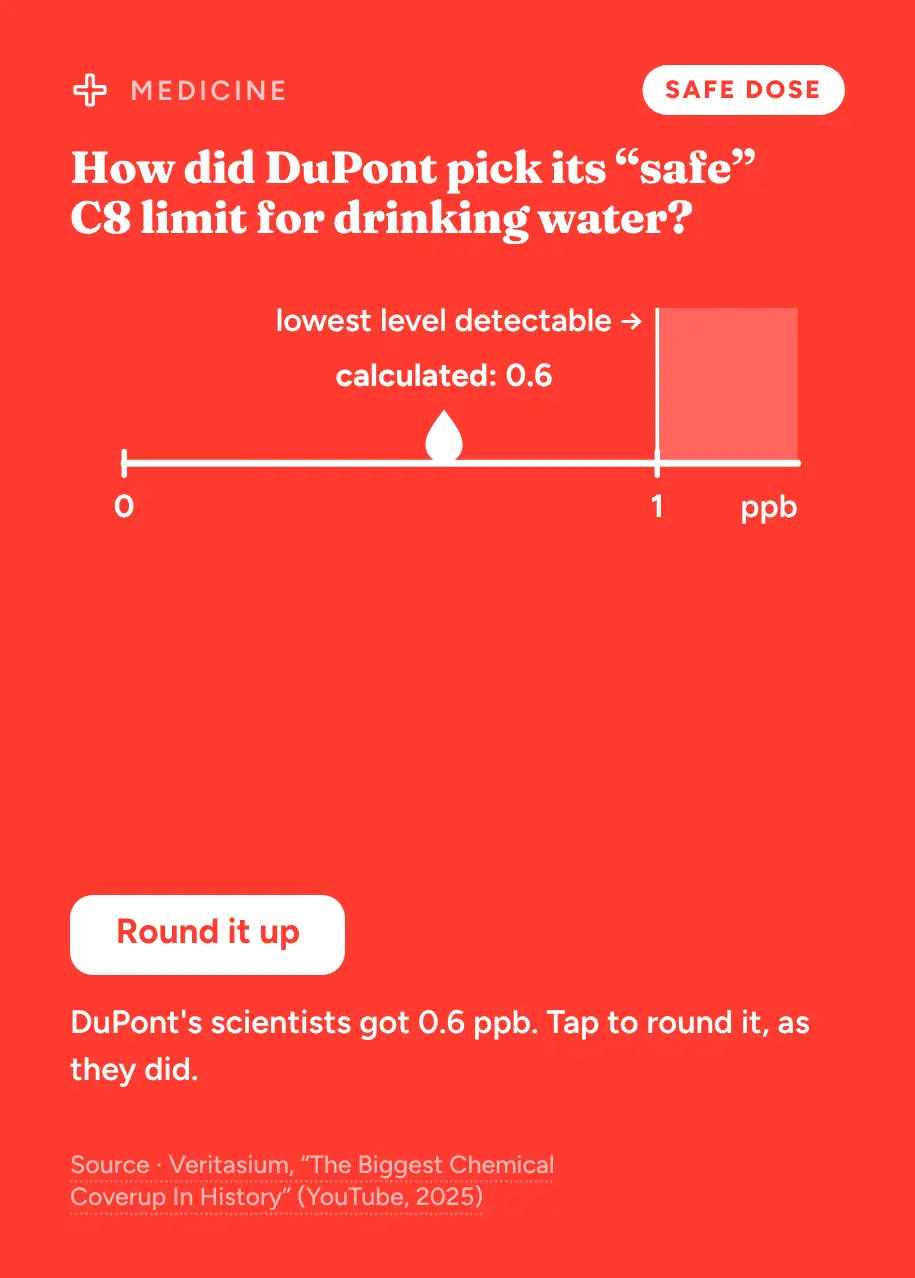 MEDICINE
SAFE DOSE
How did DuPont pick its “safe”
C8 limit for drinking water?
lowest level detectable →
calculated: 0.6
0
1
ppb
Round it up
DuPont's scientists got 0.6 ppb. Tap to round it, as
they did.
Source · Veritasium, “The Biggest Chemical
Coverup In History” (YouTube, 2025)